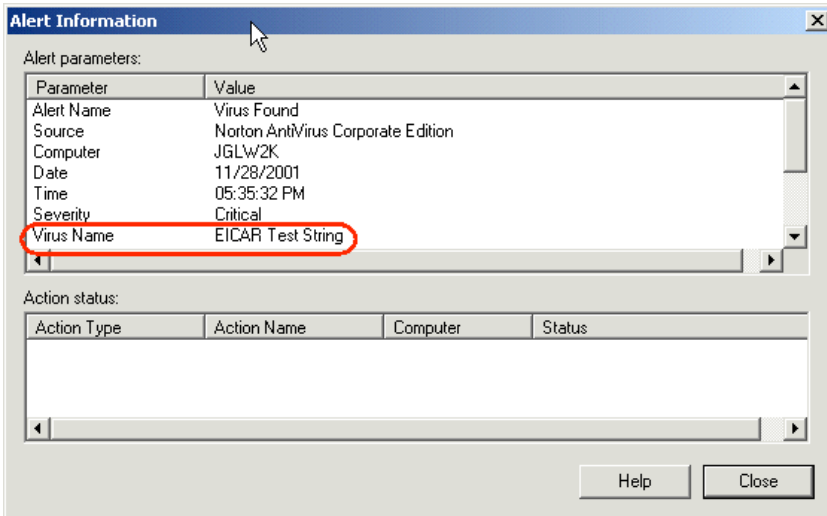 Alert Information
Alert parameters:
Parameter Value
Alert Name Virus Found
Source Norton AntiVirus Corporate Edition
Computer JGLW2K
Date 11/28/2001
Time 05:35:32 PM
Severity Critical
Virus Name EICAR Test String
Action status:
Action Type Action Name Computer Status
Help Close